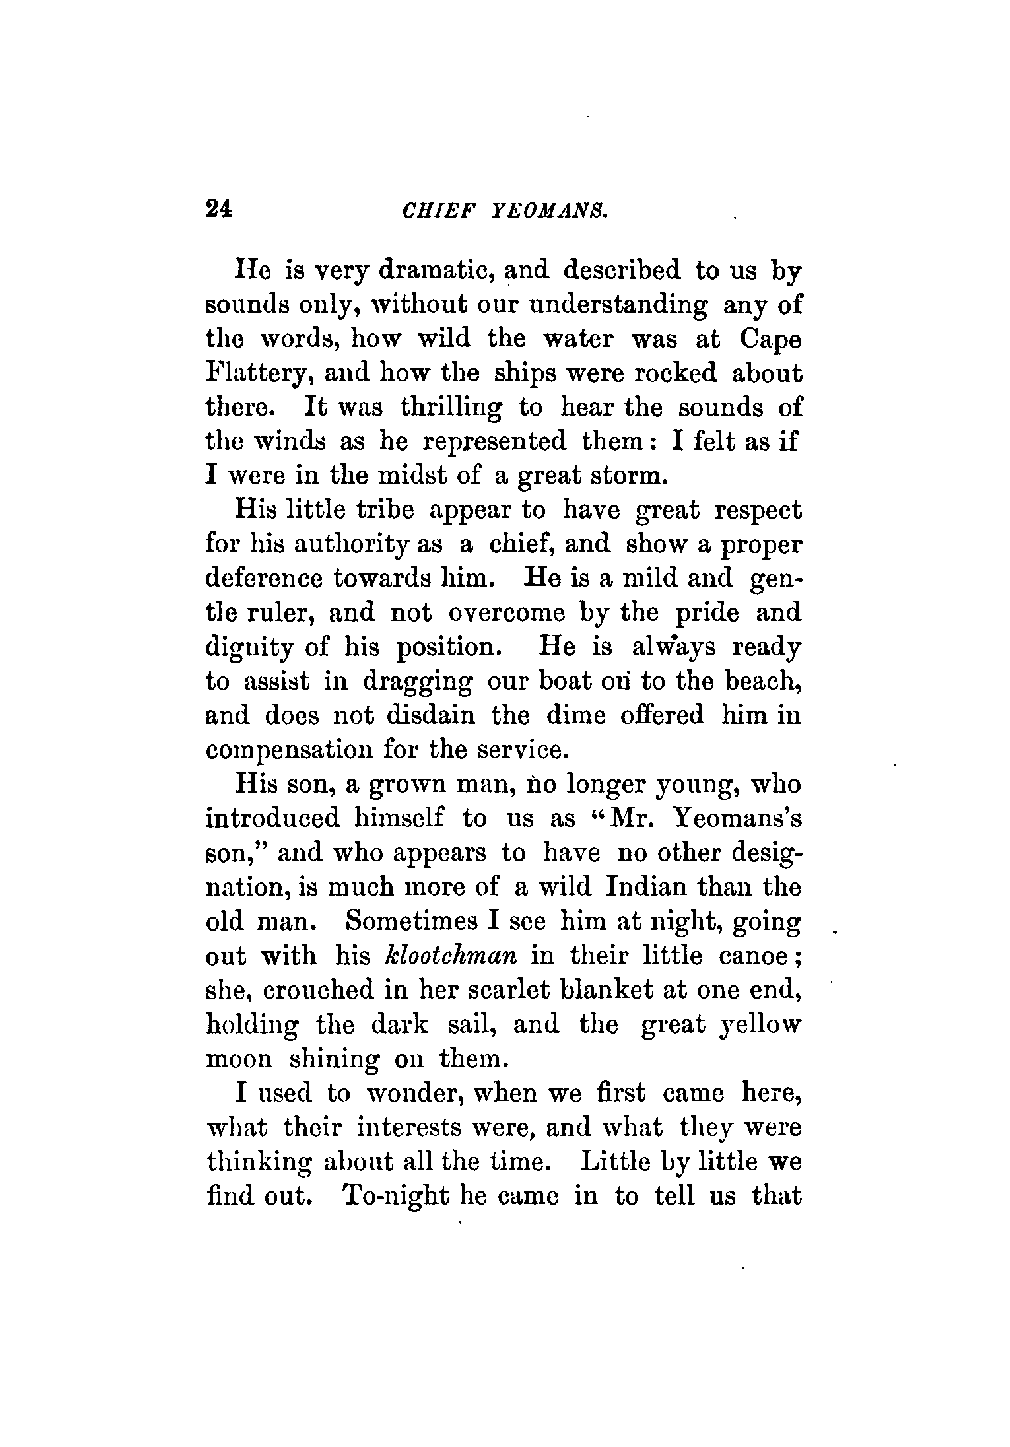 24 CHIEF YEOMANS.
He is very dramatic, and described to us by
sounds only, without our understanding any of
the words, how wild the water was at Cape
Flattery, and how the ships were rocked about
there. It was thrilling to hear the sounds of
the winds as he represented them: I felt as if
I were in the midst of a great storm.
His little tribe appear to have great respect
for his authority as a chief, and show a proper
deference towards him. He is a mild and gen-
tle ruler, and not overcome by the pride and
dignity of his position. He is always ready
to assist in dragging our boat on to the beach,
and does not disdain the dime offered him in
compensation for the service.
His son, a grown man, no longer young, who
introduced himself to us as "Mr. Yeomans's
son," and who appears to have no other desig-
nation, is much more of a wild Indian than the
old man. Sometimes I see him at night, going
out with his klootchman in their little canoe;
she, crouched in her scarlet blanket at one end,
holding the dark sail, and the great yellow
moon shining on them.
I used to wonder, when we first came here,
what their interests were, and what they were
thinking about all the time. Little by little we
find out. To-night he came in to tell us that